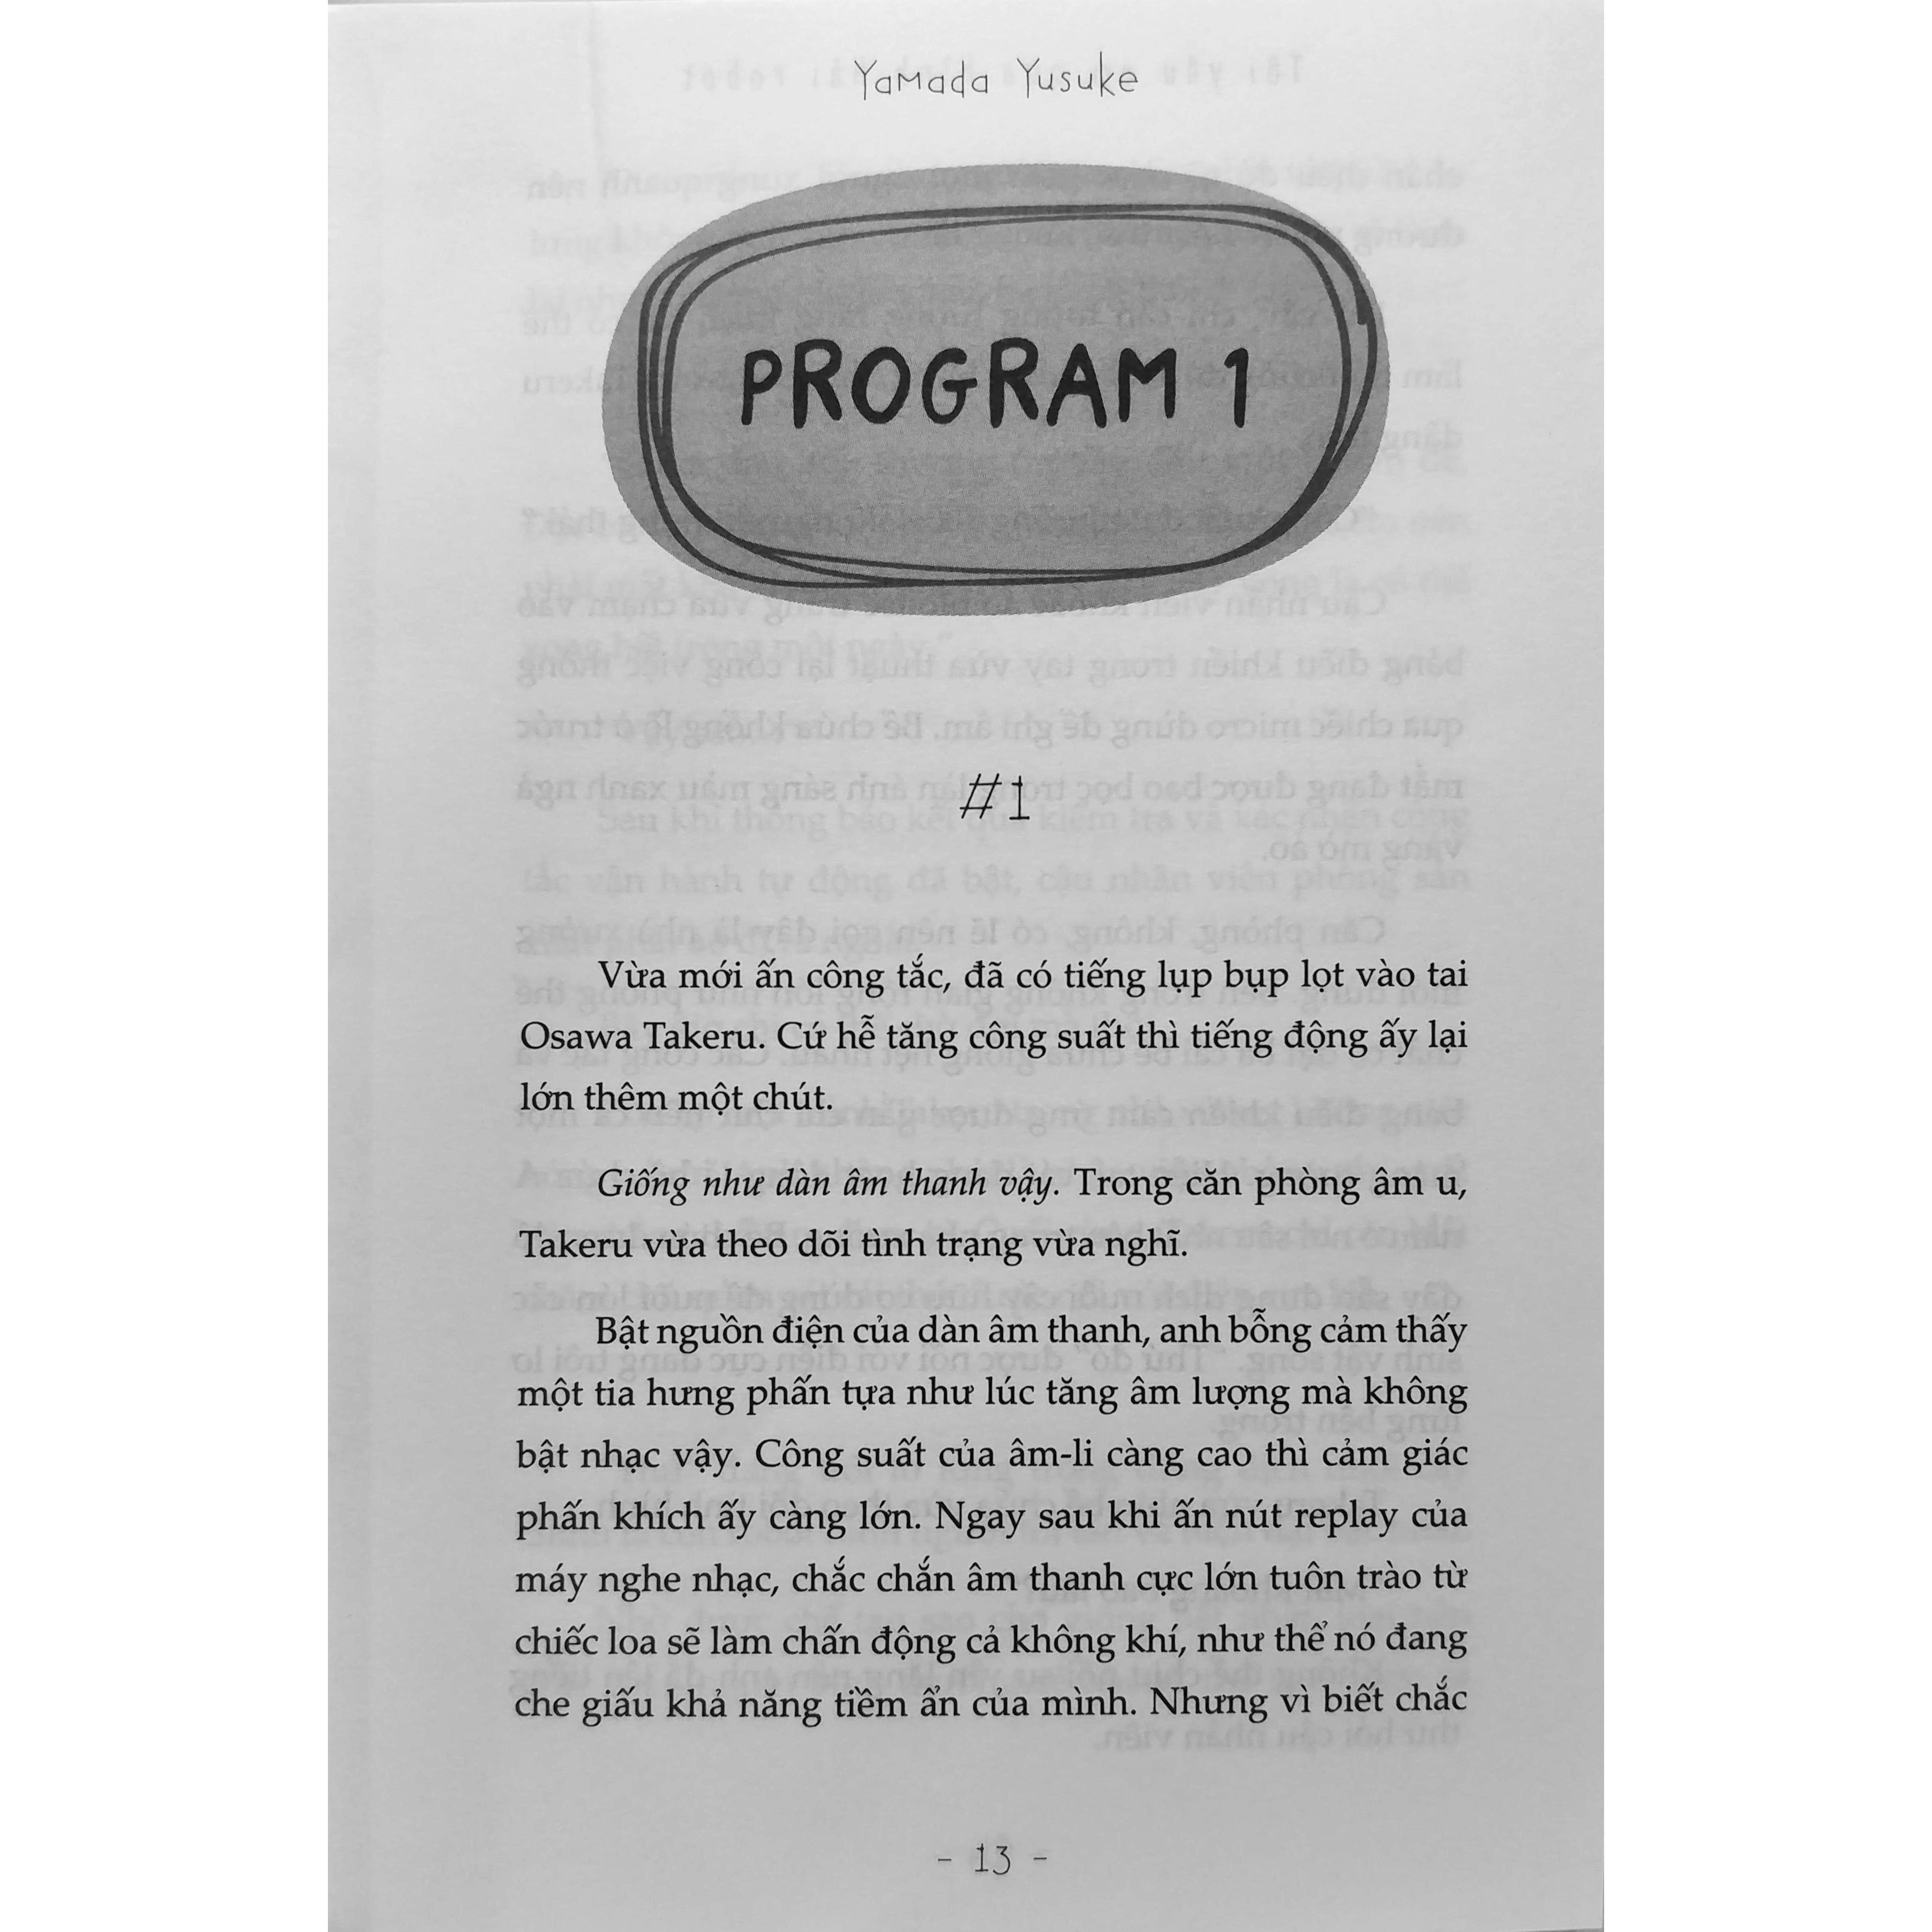 Yamada Yusuke
PROGRAM 1
#1
Vừa mới ấn công tắc, đã có tiếng lụp bụp lọt vào tai
Osawa Takeru. Cứ hễ tăng công suất thì tiếng động ấy lại
lớn thêm một chút.
Giống như dàn âm thanh vậy. Trong căn phòng âm u,
Takeru vừa theo dõi tình trạng vừa nghĩ.
Bật nguồn điện của dàn âm thanh, anh bỗng cảm thấy
một tia hưng phấn tựa như lúc tăng âm lượng mà không
bật nhạc vậy. Công suất của âm-li càng cao thì cảm giác
phấn khích ấy càng lớn. Ngay sau khi ấn nút replay của
máy nghe nhạc, chắc chắn âm thanh cực lớn tuôn trào từ
chiếc loa sẽ làm chấn động cả không khí, như thể nó đang
che giấu khả năng tiềm ẩn của mình. Nhưng vì biết chắc
- 13 -